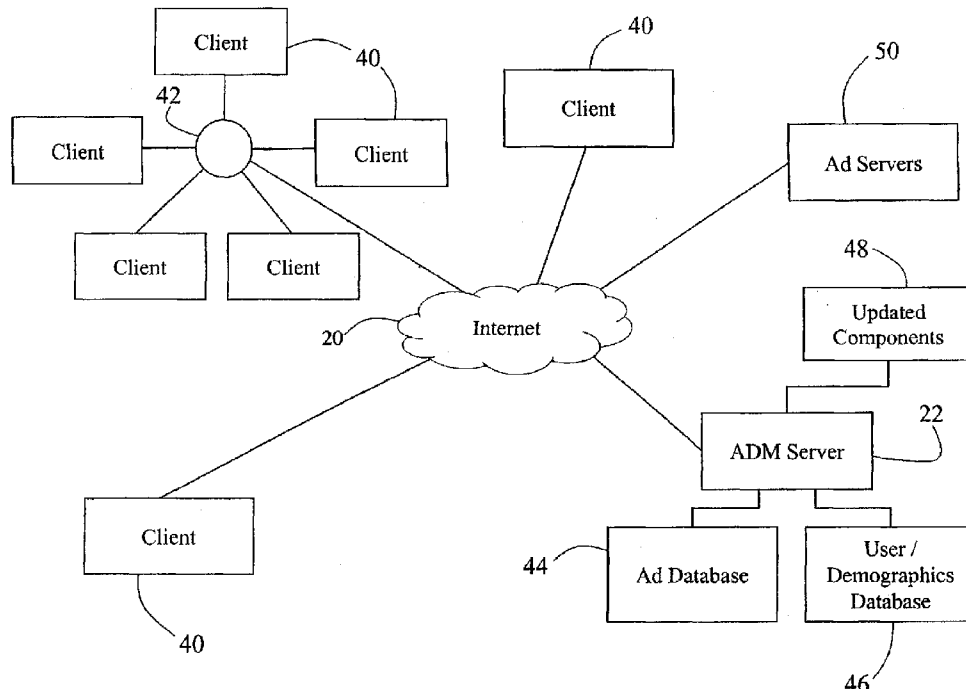 Client
40
40
50
42
Client
Client
Client
Ad Servers
Client
Client
48
20
Internet
Updated
Components
22
ADM Server
Client
44
Ad Database
User /
Demographics
Database
40
46